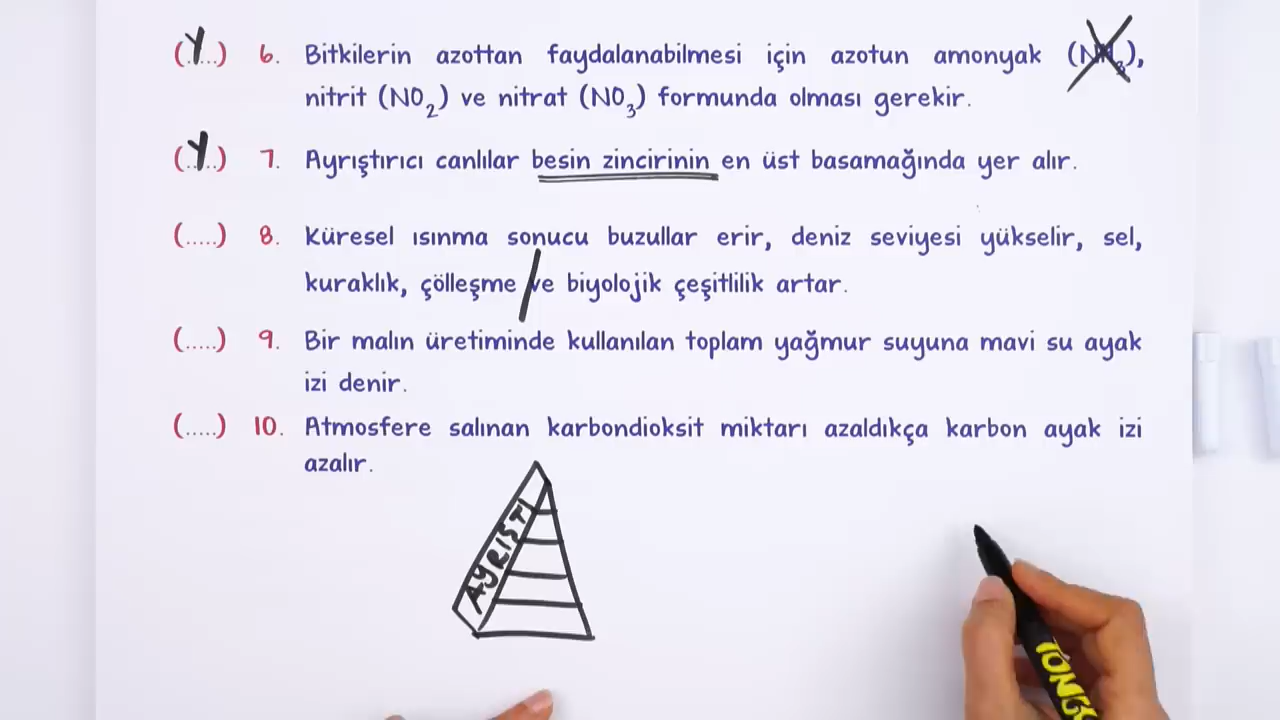 (.Y...) 6. Bitkilerin azottan faydalanabilmesi için azotun amonyak (NH₃),
nitrit (NO₂) ve nitrat (NO₃) formunda olması gerekir.
(.Y...) 7. Ayrıştırıcı canlılar besin zincirinin en üst basamağında yer alır.
(.....) 8. Küresel ısınma sonucu buzullar erir, deniz seviyesi yükselir, sel,
kuraklık, çölleşme ve biyolojik çeşitlilik artar.
(.....) 9. Bir malın üretiminde kullanılan toplam yağmur suyuna mavi su ayak
izi denir.
(.....) 10. Atmosfere salınan karbondioksit miktarı azaldıkça karbon ayak izi
azalır.
AYRIŞTI